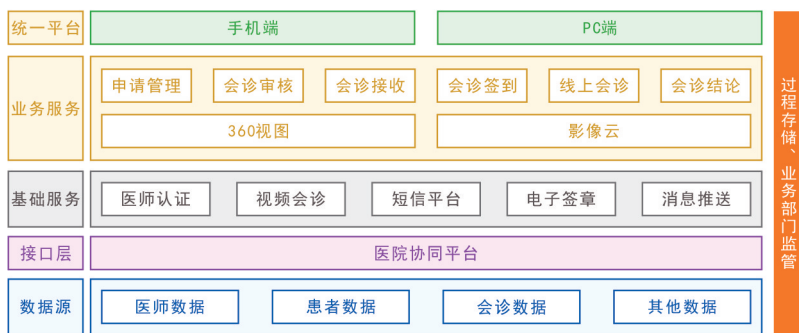 统一平台
手机端
PC端
业务服务
申请管理
会诊审核
会诊接收
会诊签到
线上会诊
会诊结论
360视图
影像云
基础服务
医师认证
视频会诊
短信平台
电子签章
消息推送
接口层
医院协同平台
数据源
医师数据
患者数据
会诊数据
其他数据
过程存储、业务部门监管